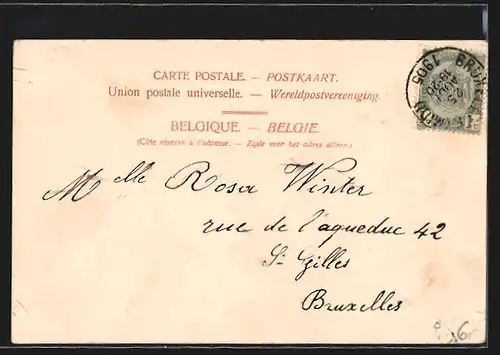 CARTE POSTALE. — POSTKAART.
Union postale universelle. — Wereldpostvereeniging.
BELGIQUE. — BELGIE.
(Côté réservé à l'adresse. — Zijde voor het adres alleen.)
1905
Mlle Rosa Winter
rue de l'aqueduc 42
St Gilles
Bruxelles